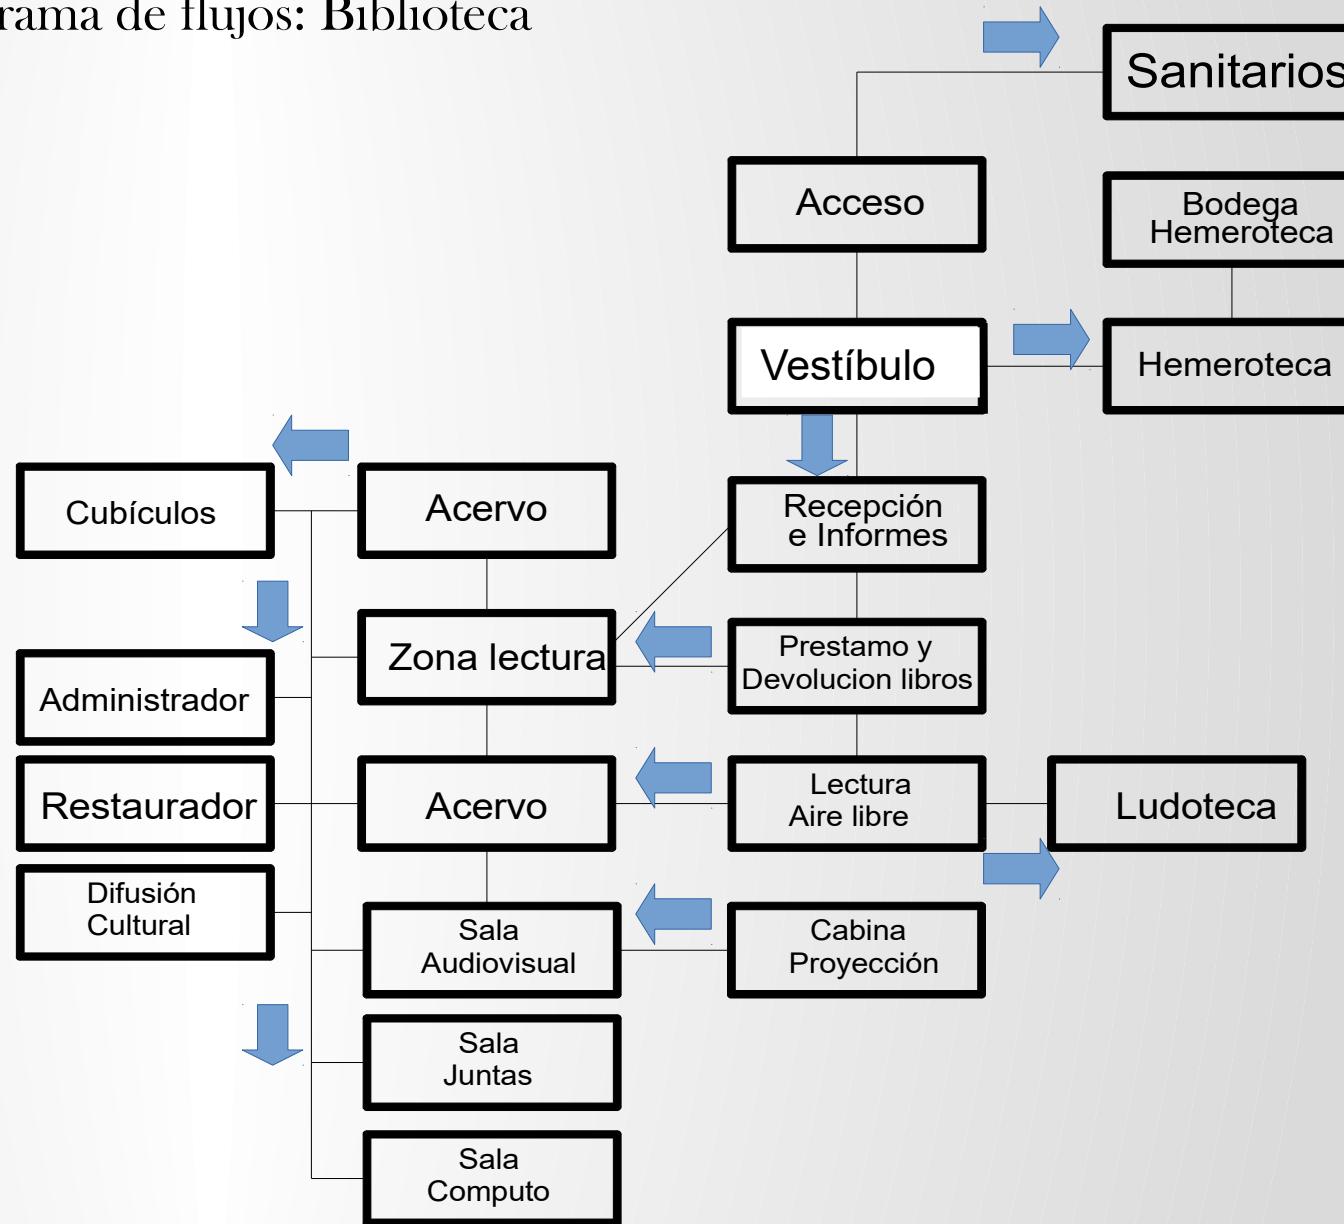 rama de flujos: Biblioteca
Sanitarios
Acceso
Bodega
Hemeroteca
Vestíbulo
Hemeroteca
Cubículos
Acervo
Recepción
e Informes
Administrador
Zona lectura
Prestamo y
Devolucion libros
Restaurador
Acervo
Lectura
Aire libre
Ludoteca
Difusión
Cultural
Sala
Audiovisual
Cabina
Proyección
Sala
Juntas
Sala
Computo